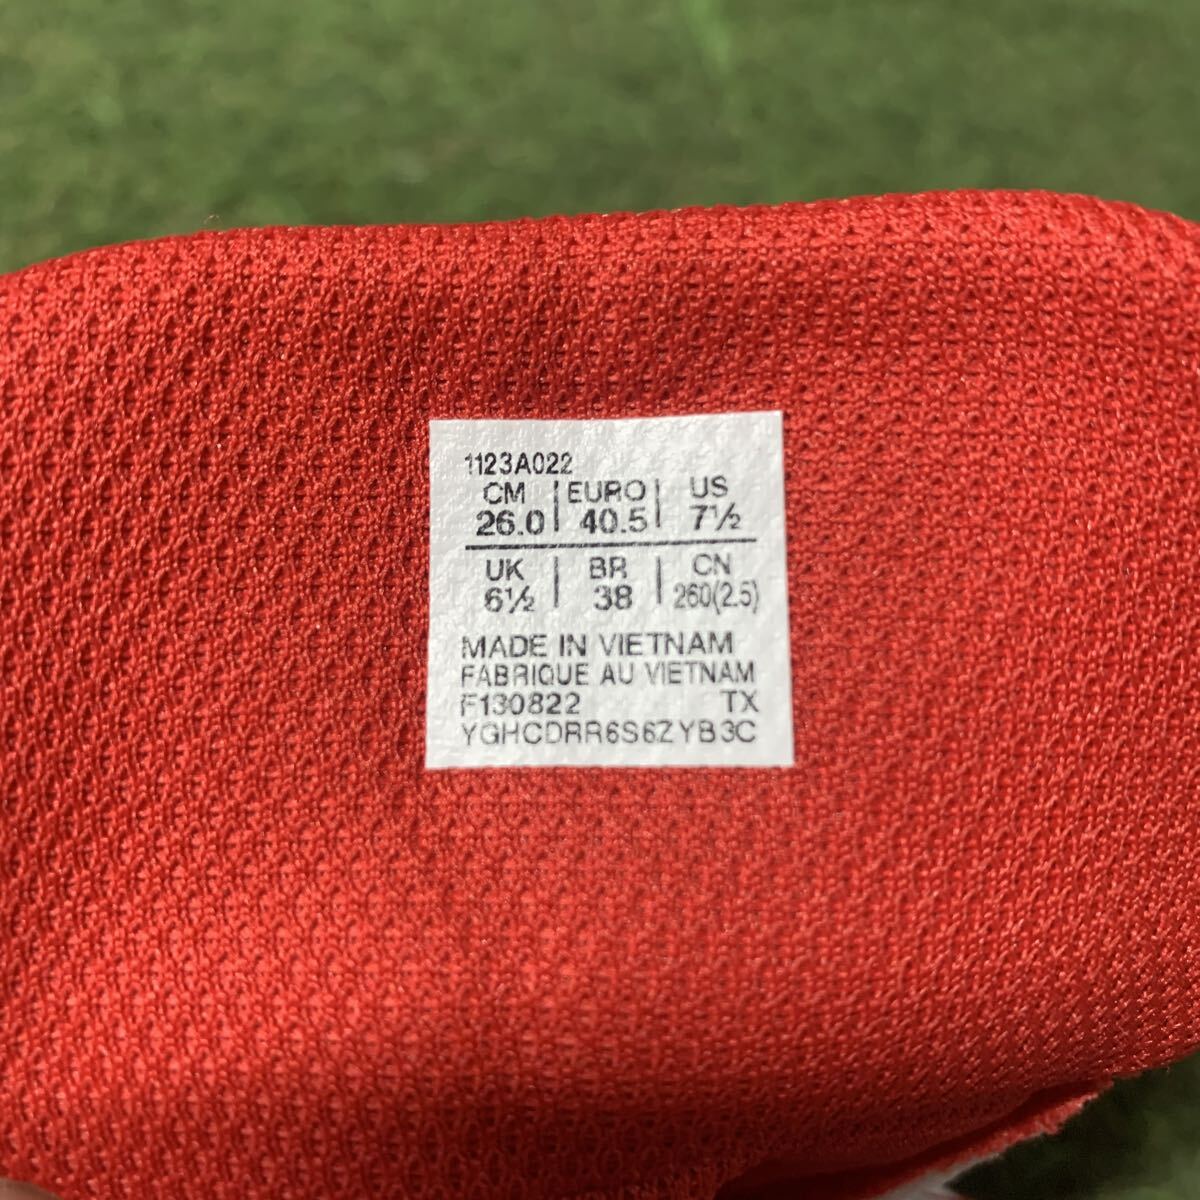 1123A022
CM | EURO | US
26.0 | 40.5 | 7½
UK | BR | CN
6½ | 38 | 260(2.5)
MADE IN VIETNAM
FABRIQUE AU VIETNAM
F130822 TX
YGHCDRR6S6ZYB3C